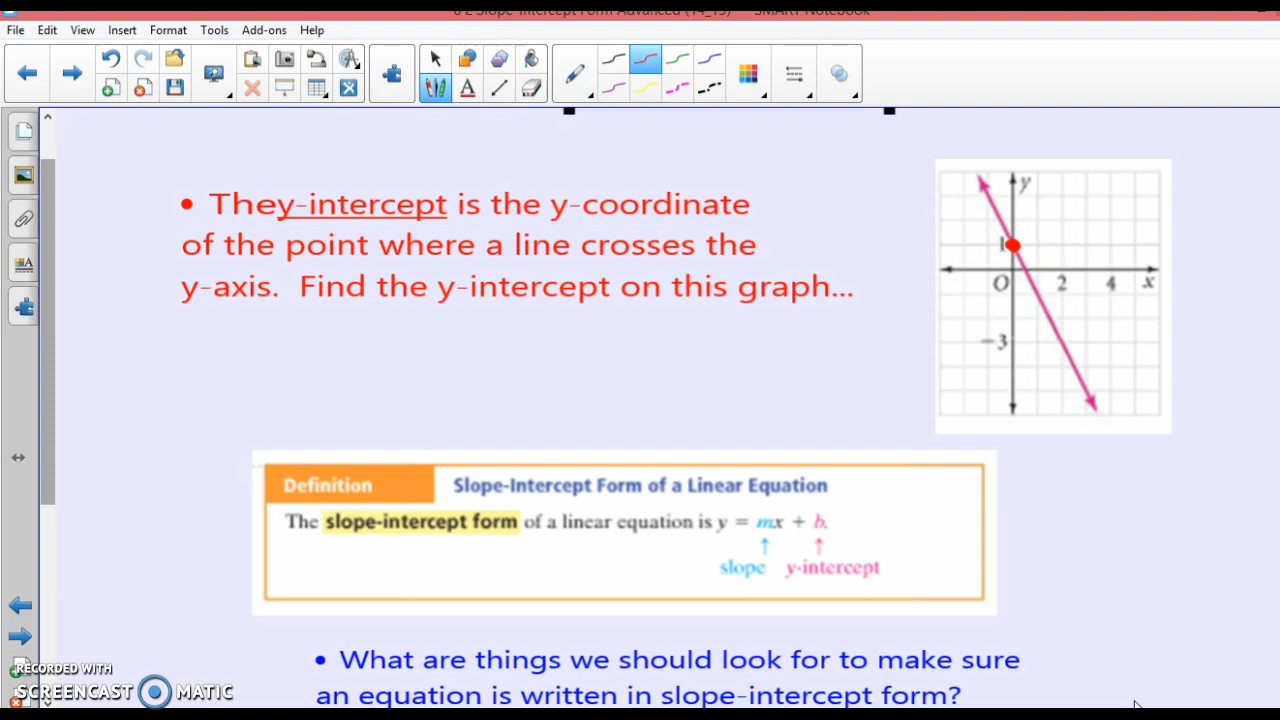 File Edit View Insert Format Tools Add-ons Help
• They-intercept is the y-coordinate
of the point where a line crosses the
y-axis. Find the y-intercept on this graph...
y
1
O 2 4 x
−3
Definition Slope-Intercept Form of a Linear Equation
The slope-intercept form of a linear equation is y = mx + b.
slope y-intercept
• What are things we should look for to make sure
an equation is written in slope-intercept form?
RECORDED WITH
SCREENCAST MATIC